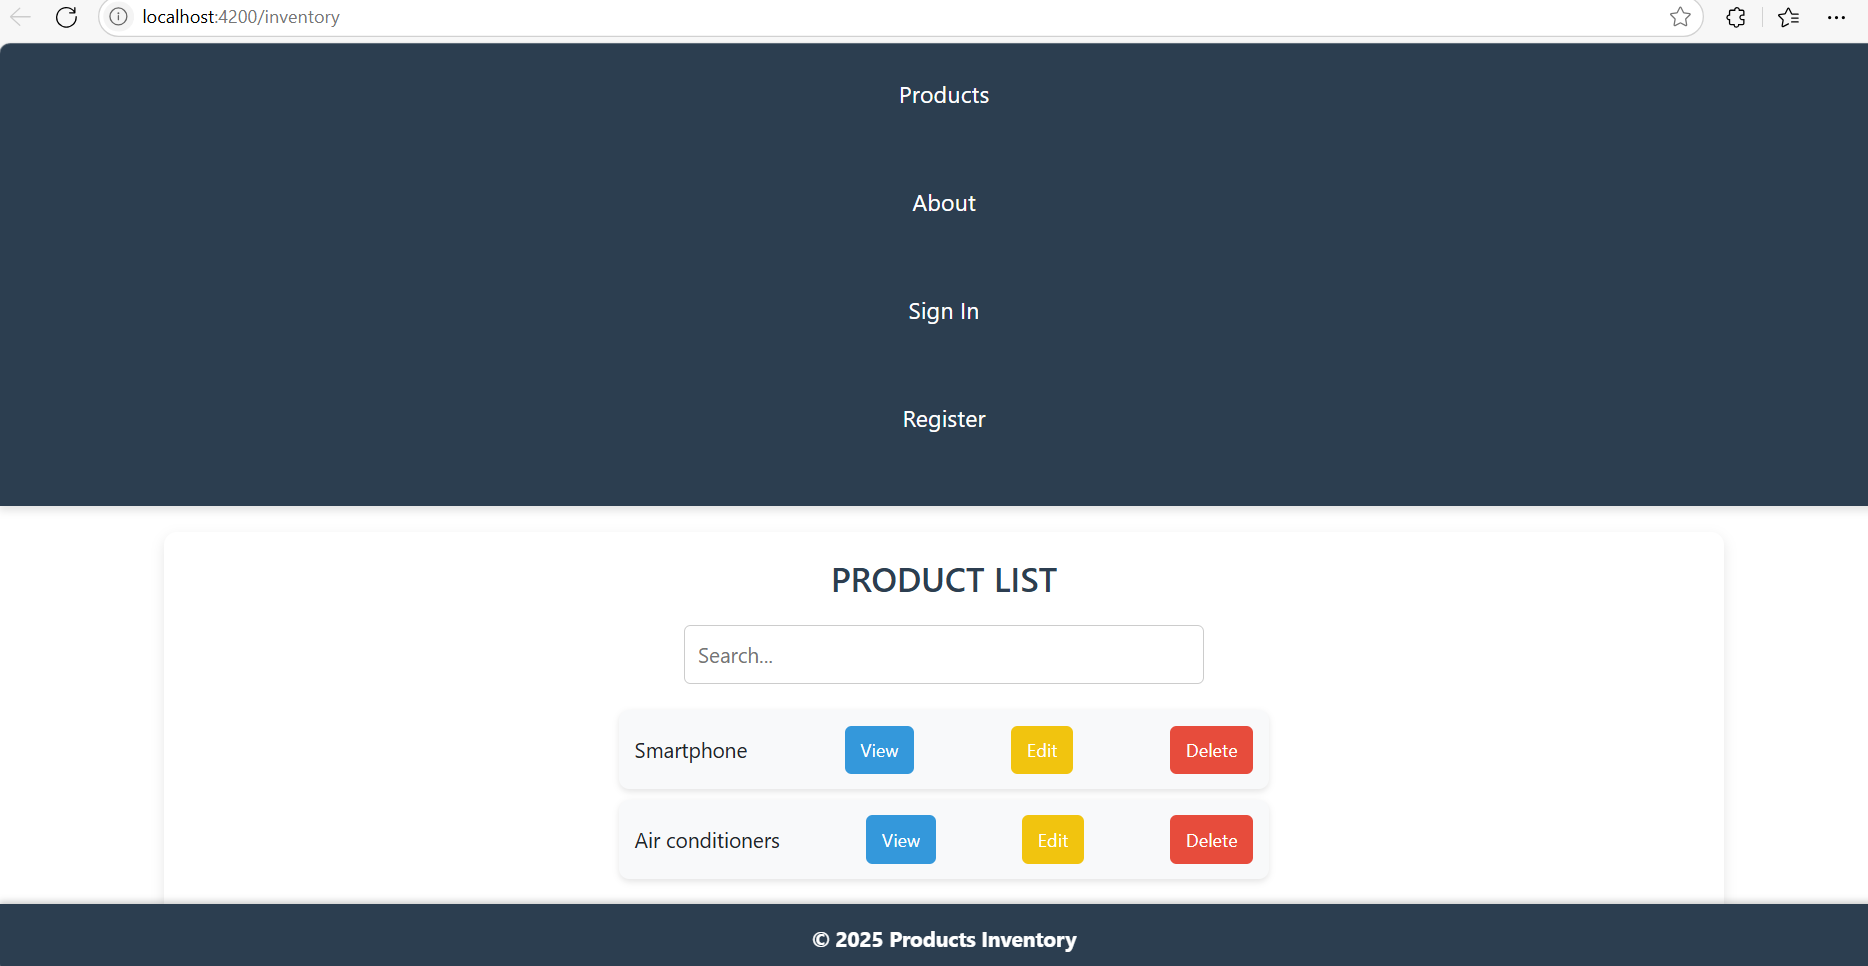 localhost:4200/inventory
Products
About
Sign In
Register
PRODUCT LIST
Search...
Smartphone View Edit Delete
Air conditioners View Edit Delete
© 2025 Products Inventory